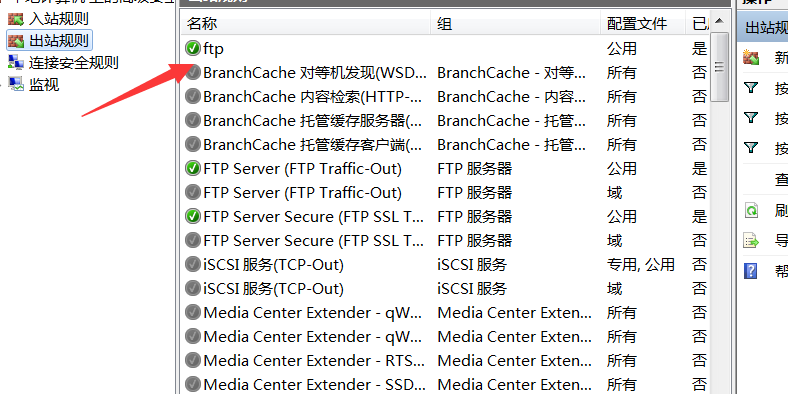 入站规则
出站规则
连接安全规则
监视
名称 组 配置文件 已
ftp 公用 是
BranchCache 对等机发现(WSD... BranchCache - 对等... 所有 否
BranchCache 内容检索(HTTP-... BranchCache - 内容... 所有 否
BranchCache 托管缓存服务器(... BranchCache - 托管... 所有 否
BranchCache 托管缓存客户端(... BranchCache - 托管... 所有 否
FTP Server (FTP Traffic-Out) FTP 服务器 公用 是
FTP Server (FTP Traffic-Out) FTP 服务器 域 否
FTP Server Secure (FTP SSL T... FTP 服务器 公用 是
FTP Server Secure (FTP SSL T... FTP 服务器 域 否
iSCSI 服务(TCP-Out) iSCSI 服务 专用, 公用 否
iSCSI 服务(TCP-Out) iSCSI 服务 域 否
Media Center Extender - qW... Media Center Exten... 所有 否
Media Center Extender - qW... Media Center Exten... 所有 否
Media Center Extender - RTS... Media Center Exten... 所有 否
Media Center Extender - SSD... Media Center Exten... 所有 否
出站规
新
按
按
按
查
刷
导
帮